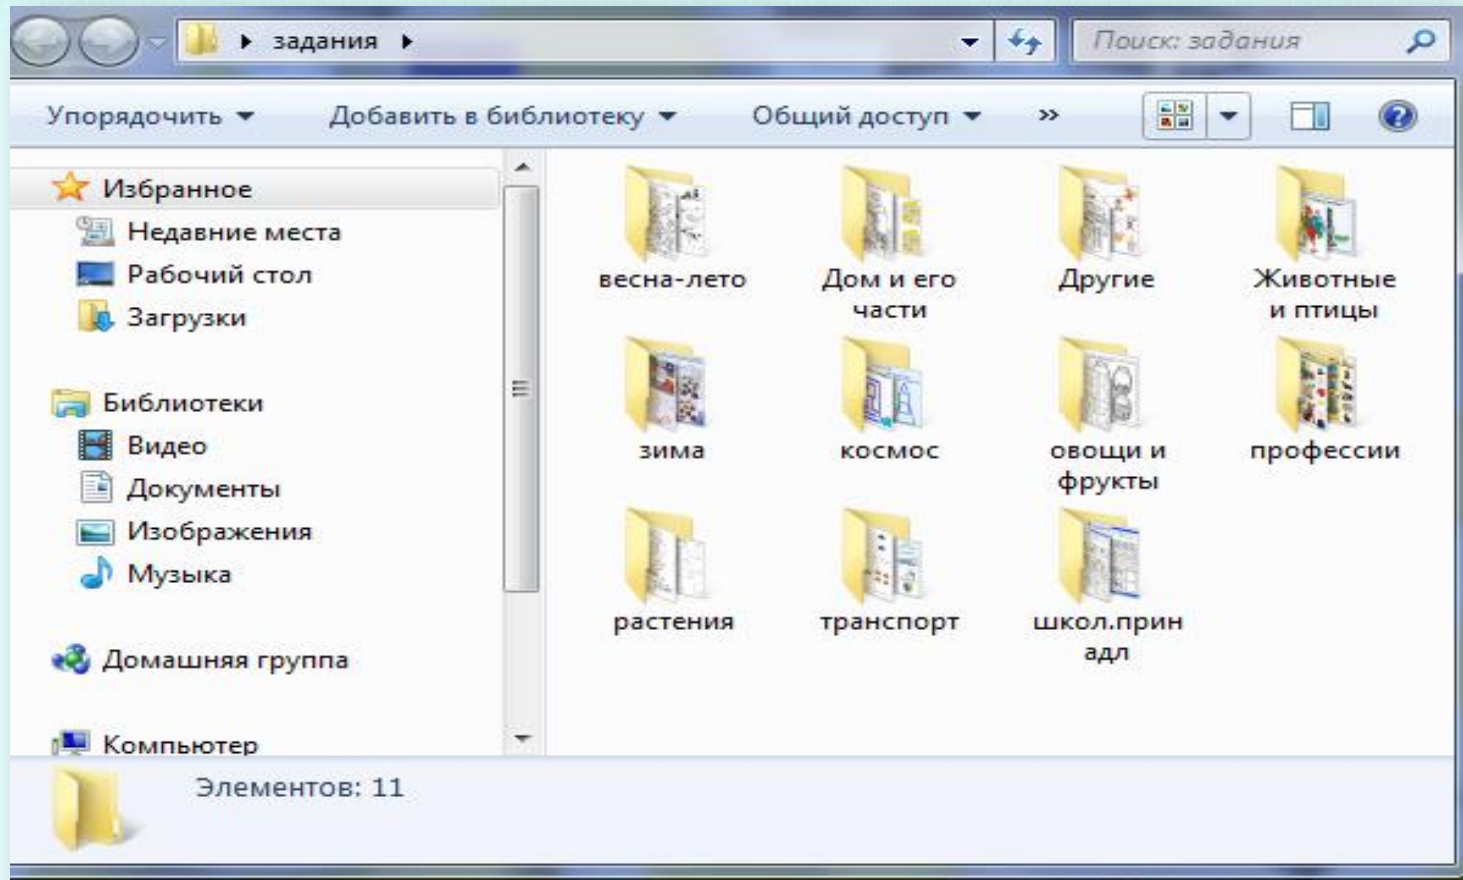 задания
Поиск: задания
Упорядочить
Добавить в библиотеку
Общий доступ
»
Избранное
Недавние места
Рабочий стол
Загрузки
Библиотеки
Видео
Документы
Изображения
Музыка
Домашняя группа
Компьютер
весна-лето
Дом и его
части
Другие
Животные
и птицы
зима
космос
овощи и
фрукты
профессии
растения
транспорт
школ.прин
адл
Элементов: 11